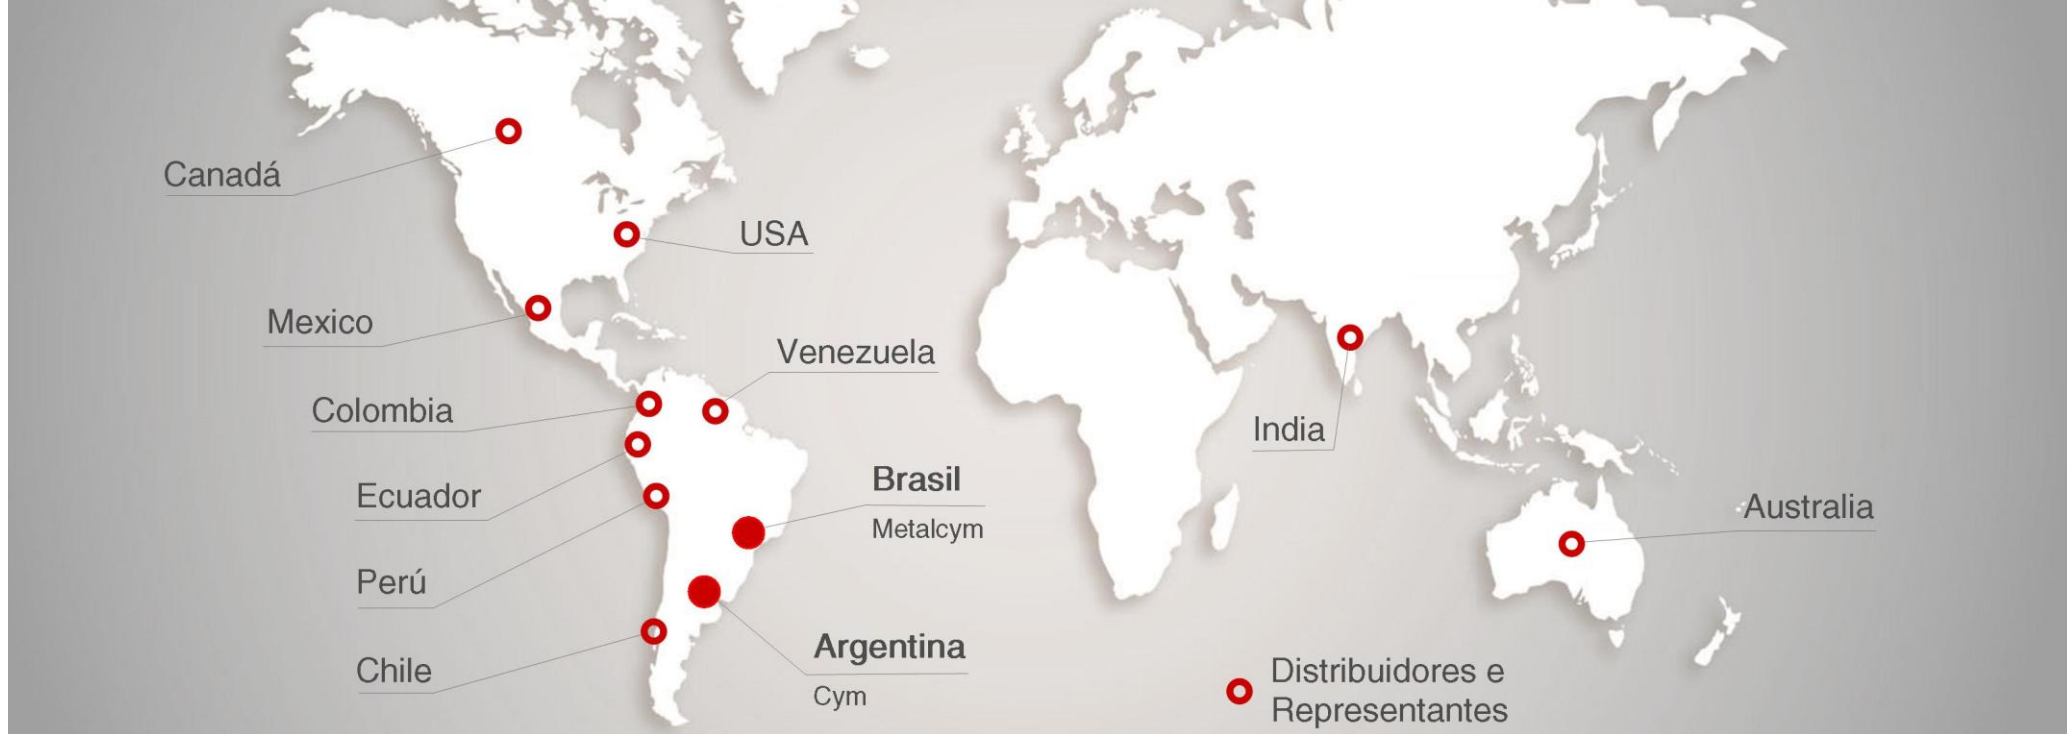 Canadá
USA
Mexico
Venezuela
Colombia
India
Brasil
Metalcym
Ecuador
Australia
Perú
Argentina
Cym
Chile
Distribuidores e
Representantes